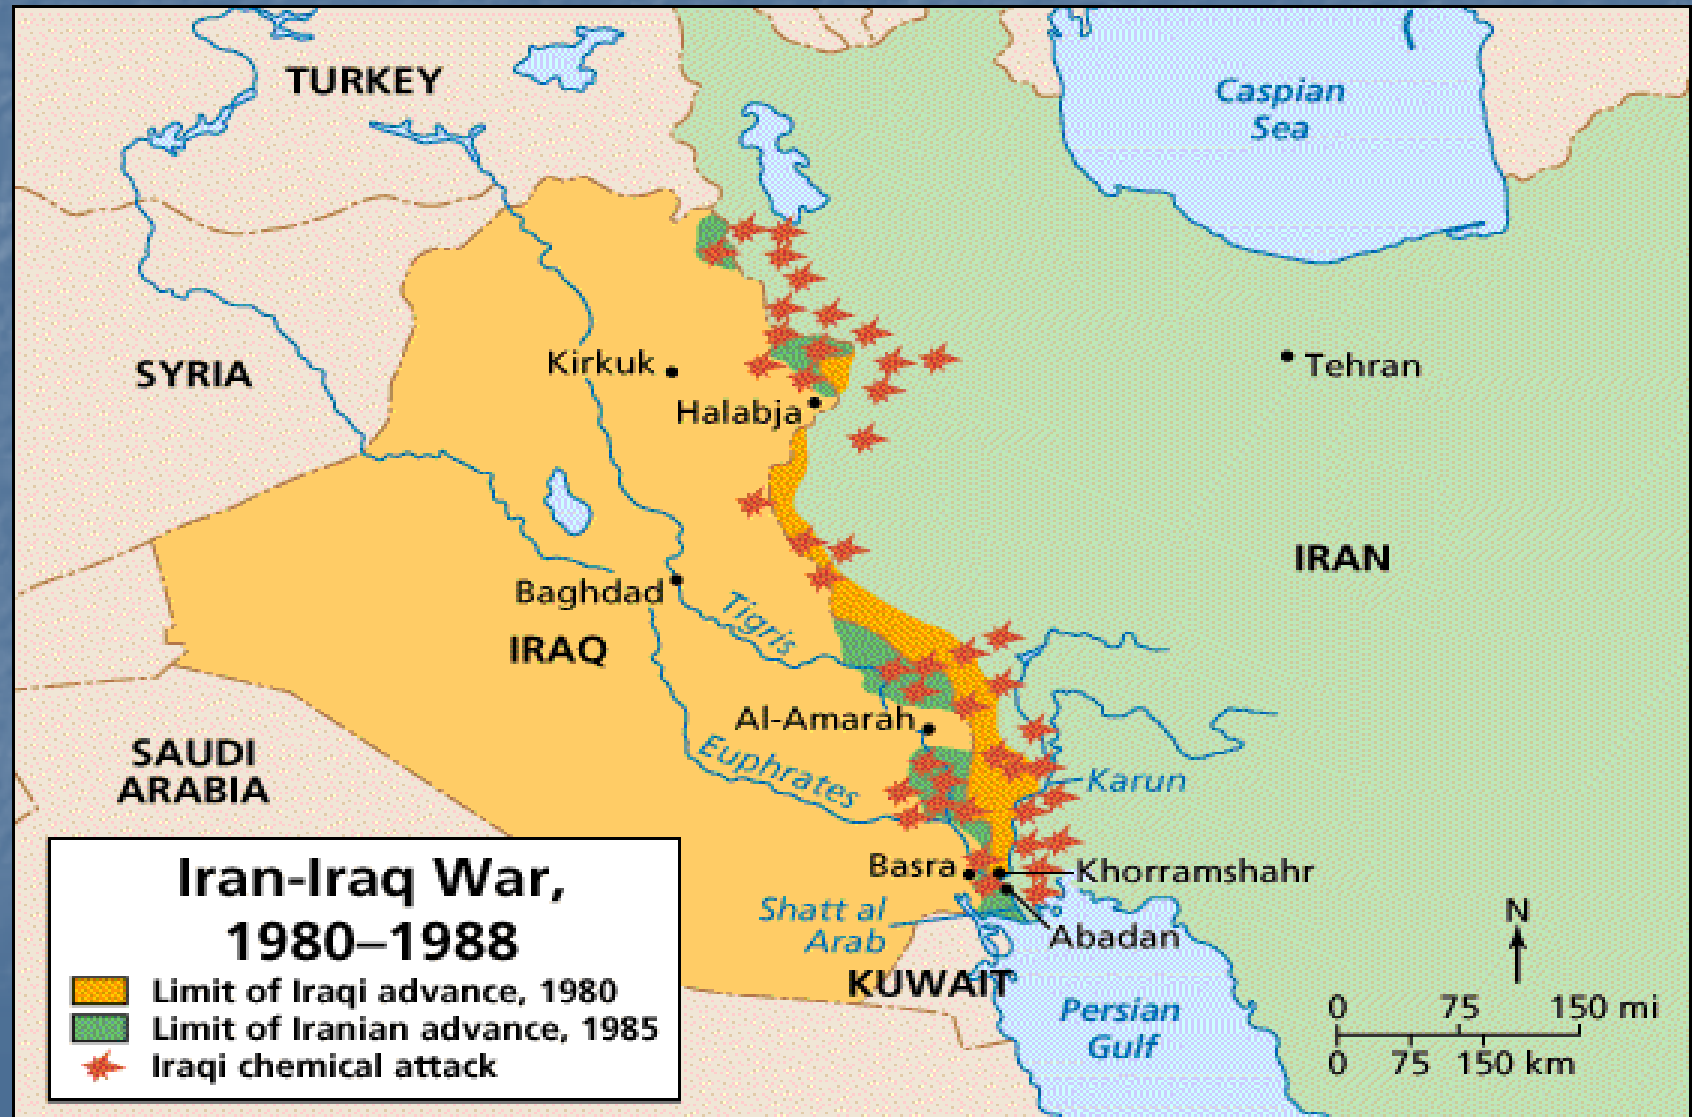 TURKEY
Caspian
Sea
SYRIA
Kirkuk
Halabja
Tehran
IRAN
Baghdad
Tigris
IRAQ
Al-Amarah
Euphrates
Karun
SAUDI
ARABIA
Basra
Khorramshahr
Shatt al
Arab
Abadan
KUWAIT
Persian
Gulf
N
0 75 150 mi
0 75 150 km
Iran-Iraq War,
1980–1988
Limit of Iraqi advance, 1980
Limit of Iranian advance, 1985
Iraqi chemical attack